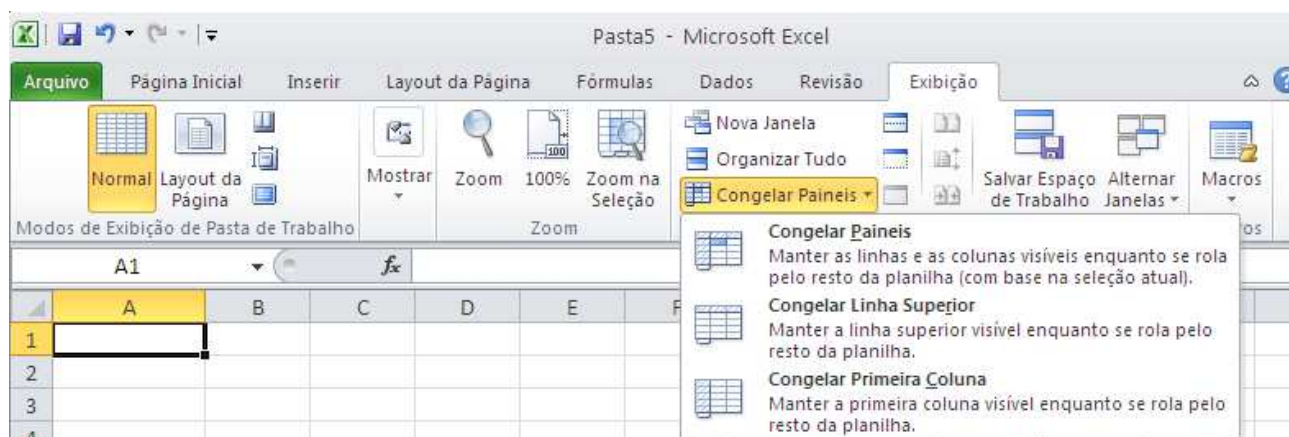 Pasta5 - Microsoft Excel
Arquivo Página Inicial Inserir Layout da Página Fórmulas Dados Revisão Exibição
Normal
Layout da
Página
Mostrar
Zoom
100%
Zoom na
Seleção
Nova Janela
Organizar Tudo
Congelar Paineis
Salvar Espaço
de Trabalho
Alternar
Janelas
Macros
Modos de Exibição de Pasta de Trabalho
Zoom
A1
fx
A B C D E
1
2
3
Congelar Paineis
Manter as linhas e as colunas visíveis enquanto se rola
pelo resto da planilha (com base na seleção atual).
Congelar Linha Superior
Manter a linha superior visível enquanto se rola pelo
resto da planilha.
Congelar Primeira Coluna
Manter a primeira coluna visível enquanto se rola pelo
resto da planilha.